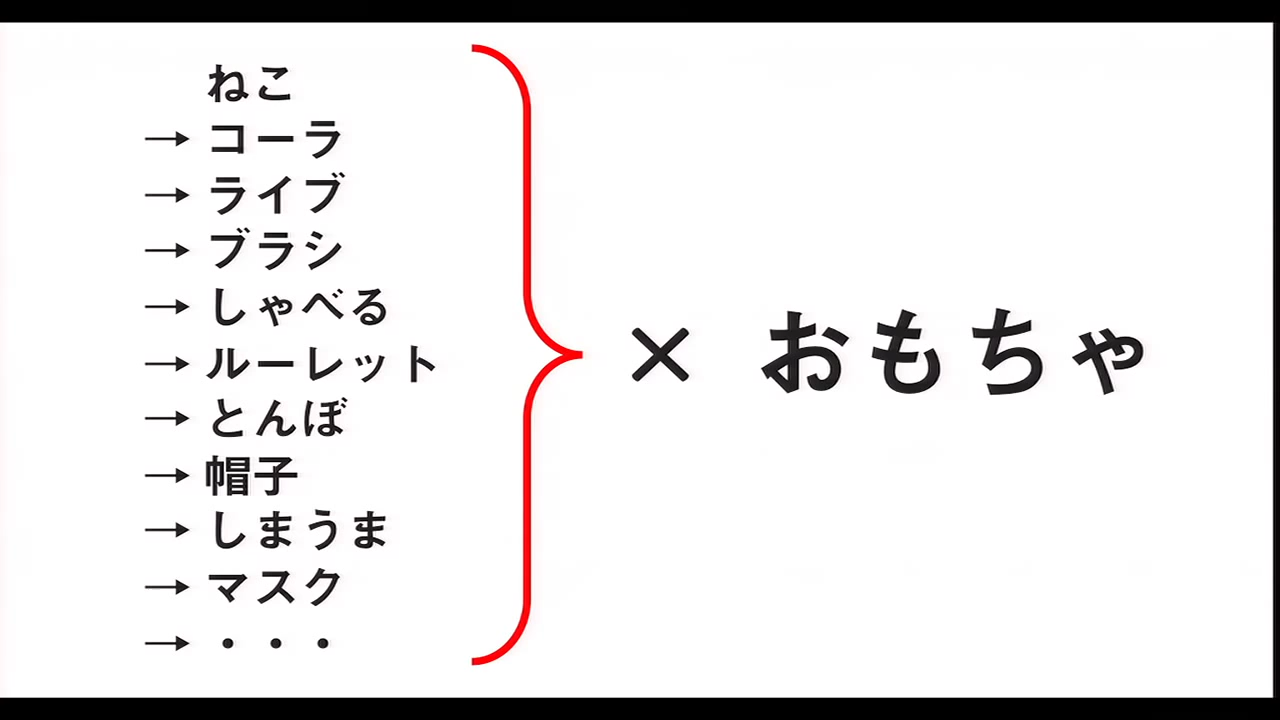 ねこ
→ コーラ
→ ライブ
→ ブラシ
→ しゃべる
→ ルーレット
→ とんぼ
→ 帽子
→ しまうま
→ マスク
→ ・・・
× おもちゃ